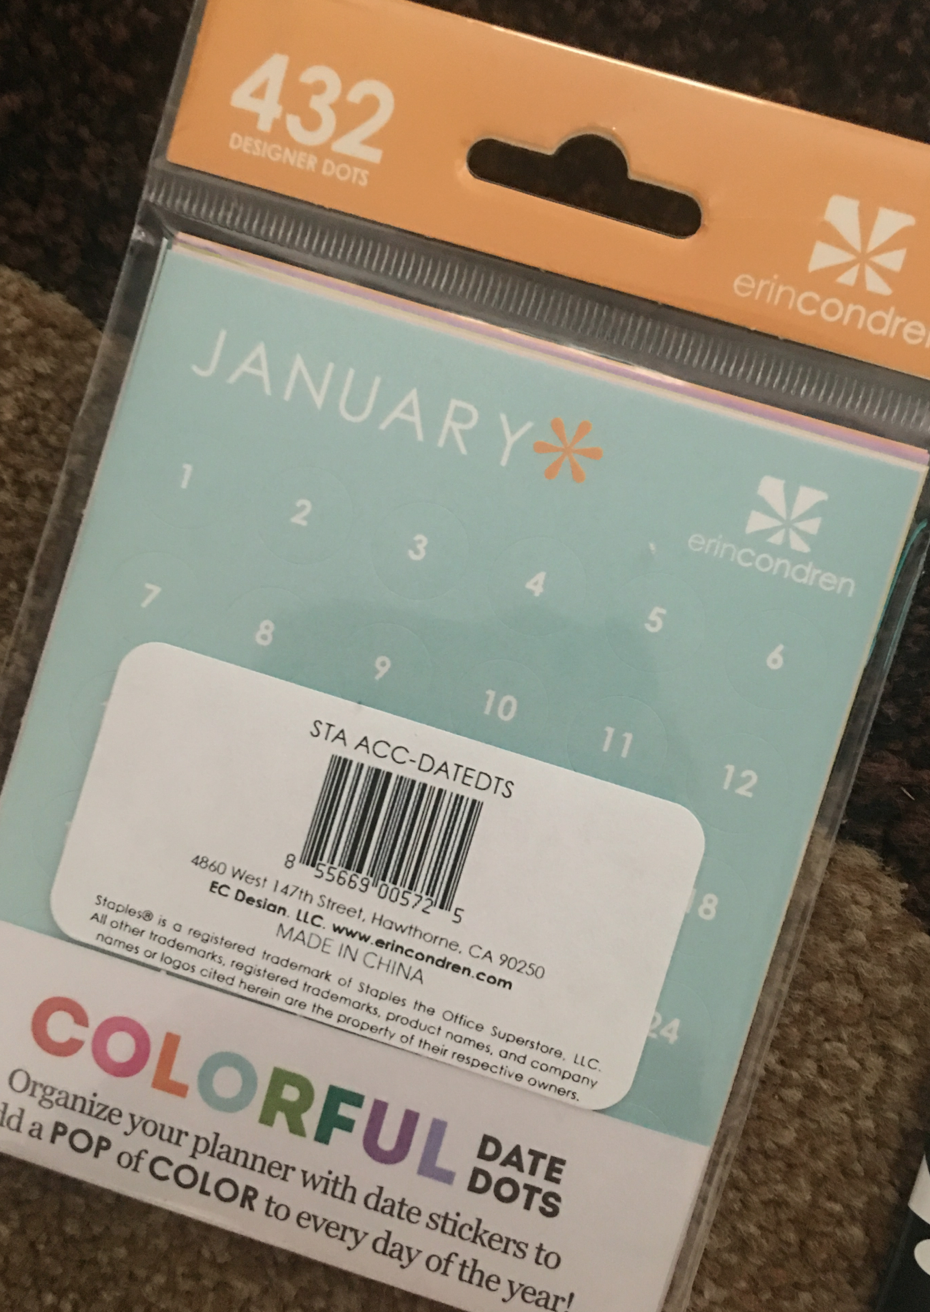 432
DESIGNER DOTS
erincondre
JANUARY*
erincondren
1 2 3 4 5 6
7 8 9 10 11 12
18
24
STA ACC-DATEDTS
8 55669 00572 5
4860 West 147th Street, Hawthorne, CA 90250
EC Design, LLC. www.erincondren.com
MADE IN CHINA
Staples® is a registered trademark of Staples the Office Superstore, LLC.
All other trademarks, registered trademarks, product names, and company
names or logos cited herein are the property of their respective owners.
COLORFUL DATE DOTS
Organize your planner with date stickers to
dd a POP of COLOR to every day of the year!